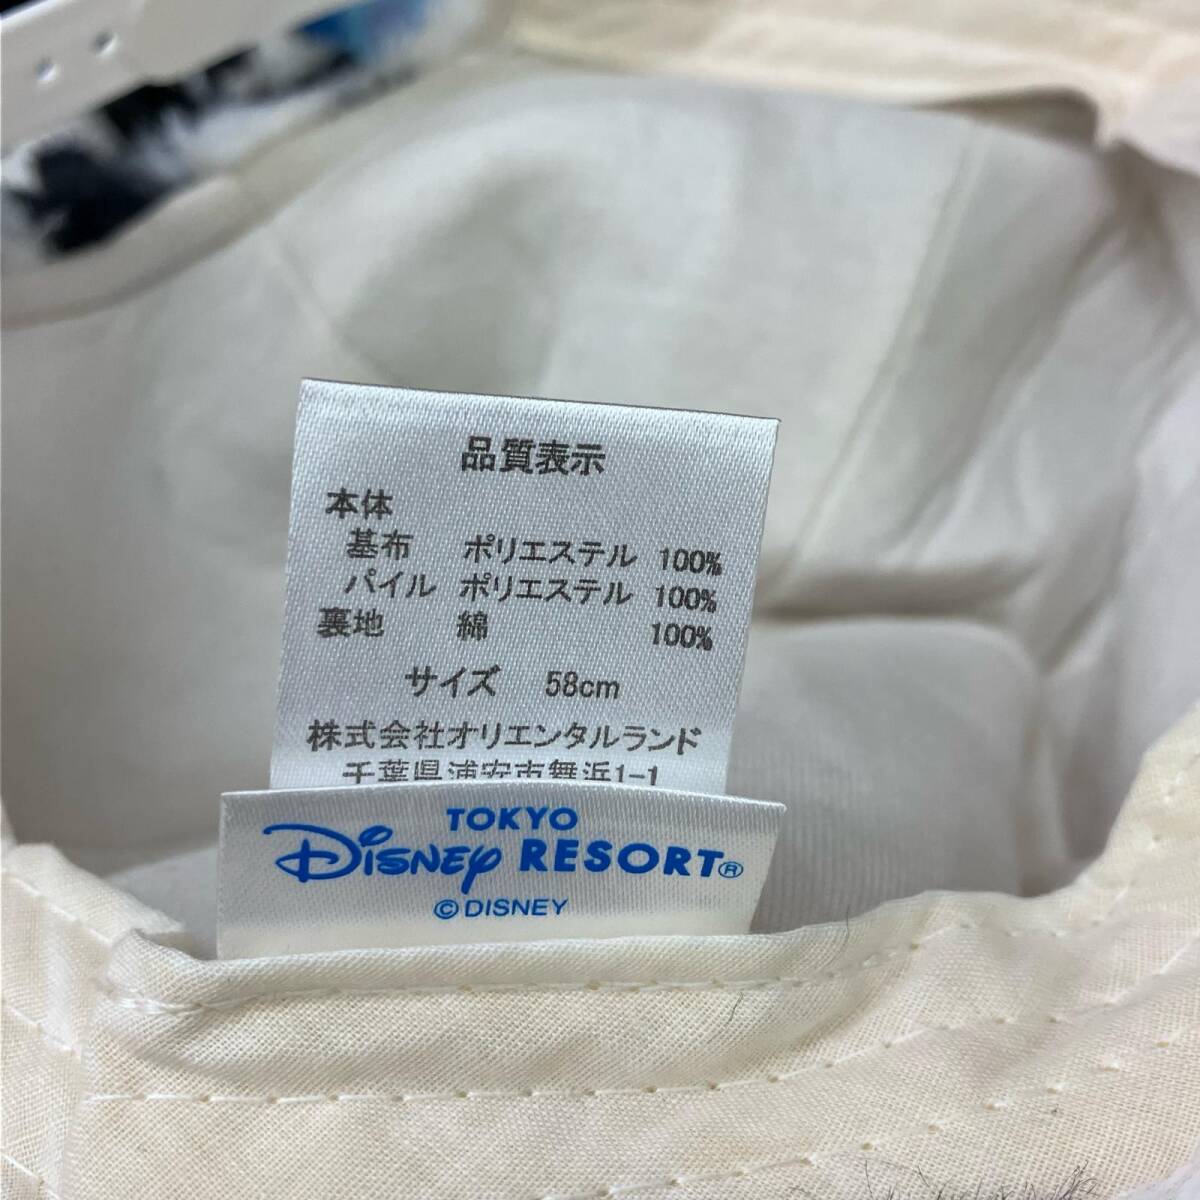 品質表示
本体
基布 ポリエステル 100%
パイル ポリエステル 100%
裏地 綿 100%
サイズ 58cm
株式会社オリエンタルランド
千葉県浦安市舞浜1-1
TOKYO
DISNEY RESORT®
©DISNEY